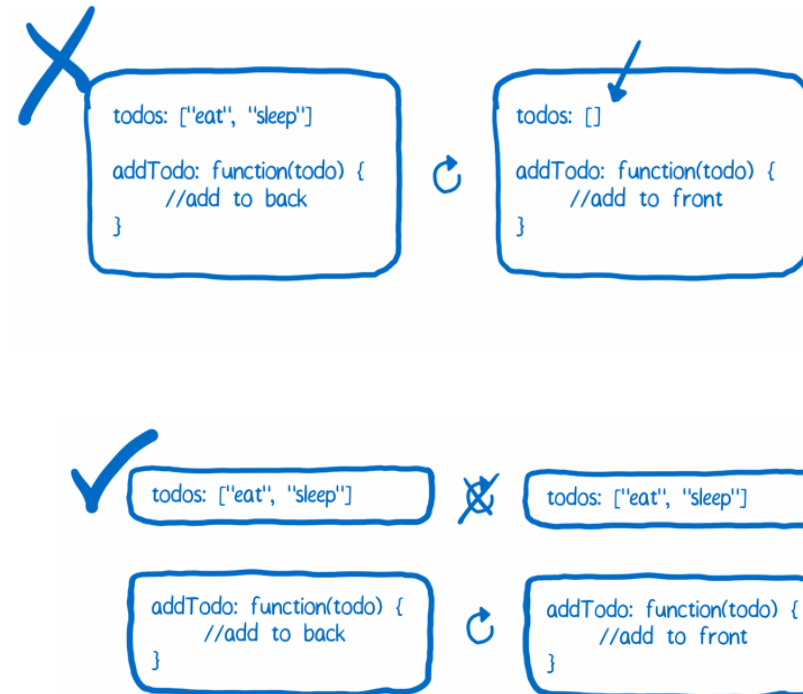 todos: ["eat", "sleep"]
addTodo: function(todo) {
//add to back
}
todos: []
addTodo: function(todo) {
//add to front
}
todos: ["eat", "sleep"]
todos: ["eat", "sleep"]
addTodo: function(todo) {
//add to back
}
addTodo: function(todo) {
//add to front
}